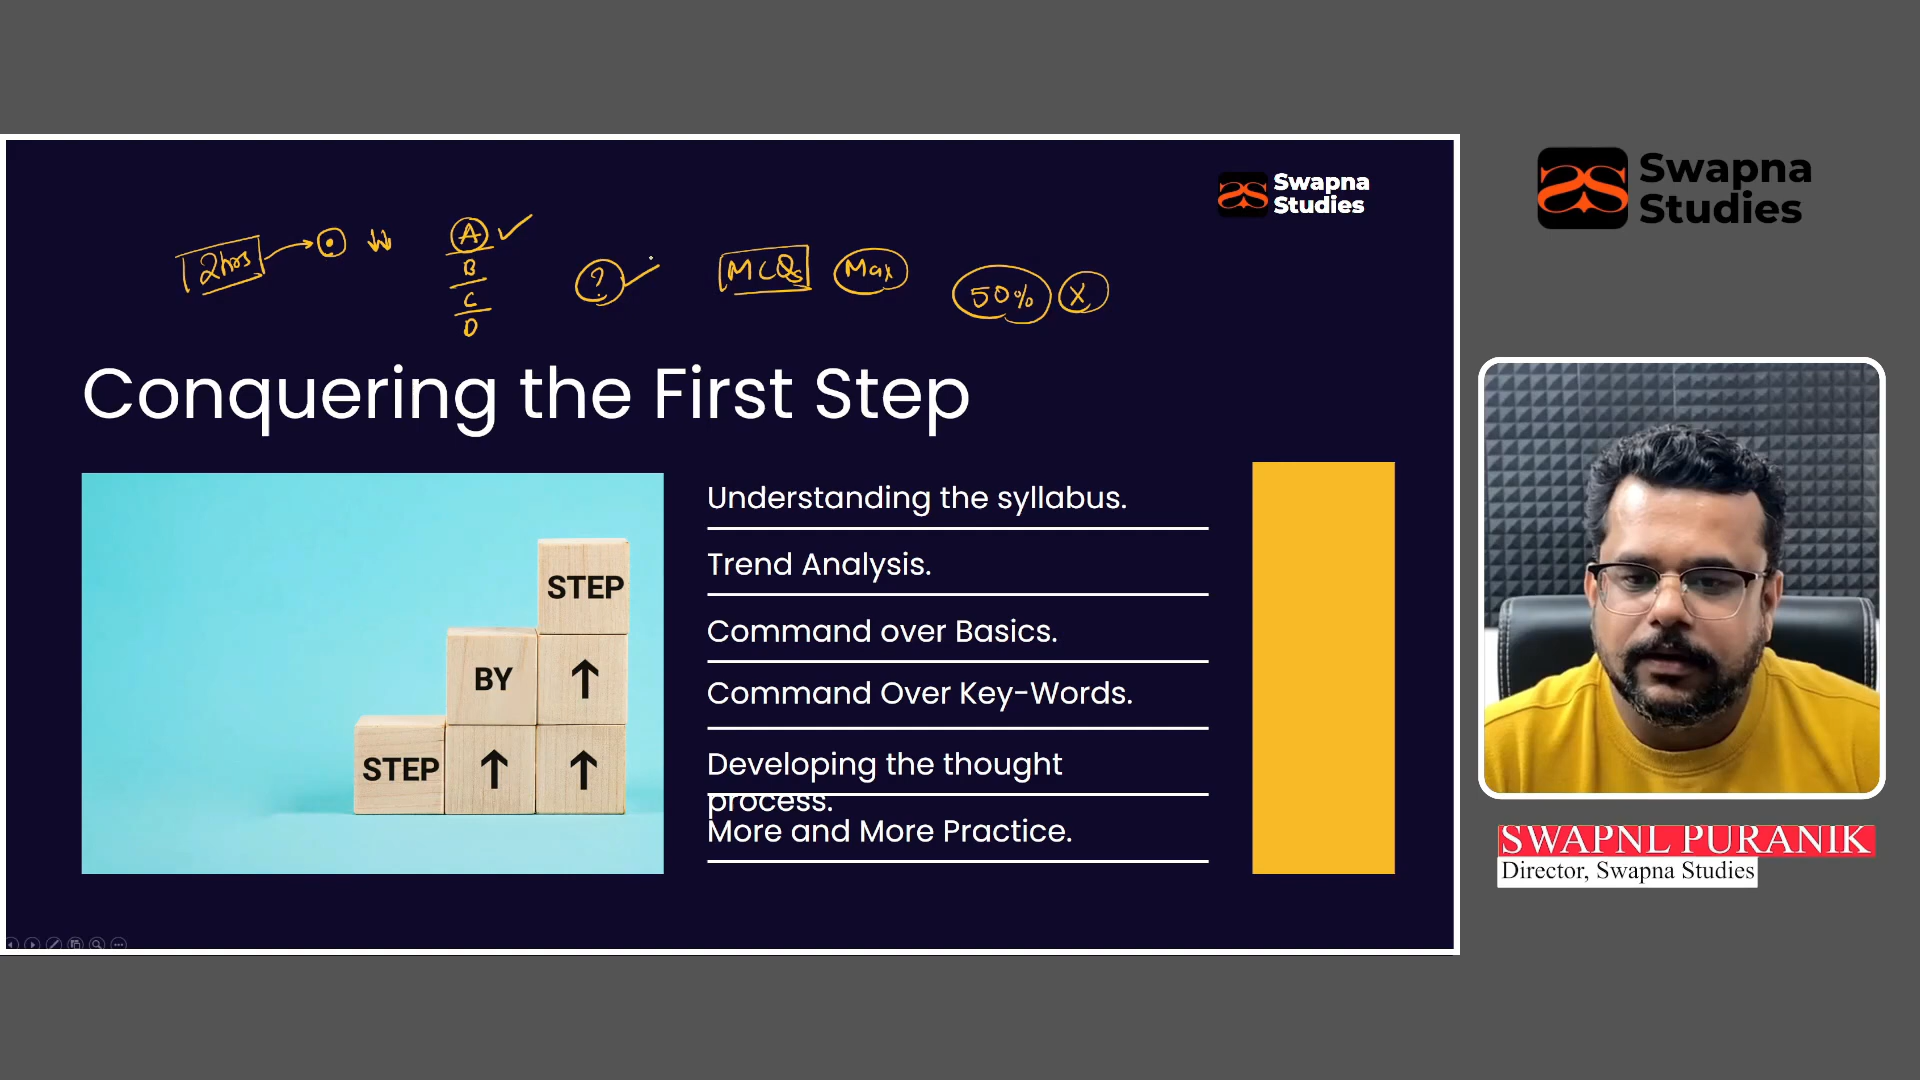 Swapna
Studies
Swapna
Studies
2hrs
A
B
C
D
?
MCQs
Max
50%
X
Conquering the First Step
Understanding the syllabus.
Trend Analysis.
Command over Basics.
Command Over Key-Words.
Developing the thought
process.
More and More Practice.
STEP
BY
STEP
SWAPNL PURANIK
Director, Swapna Studies